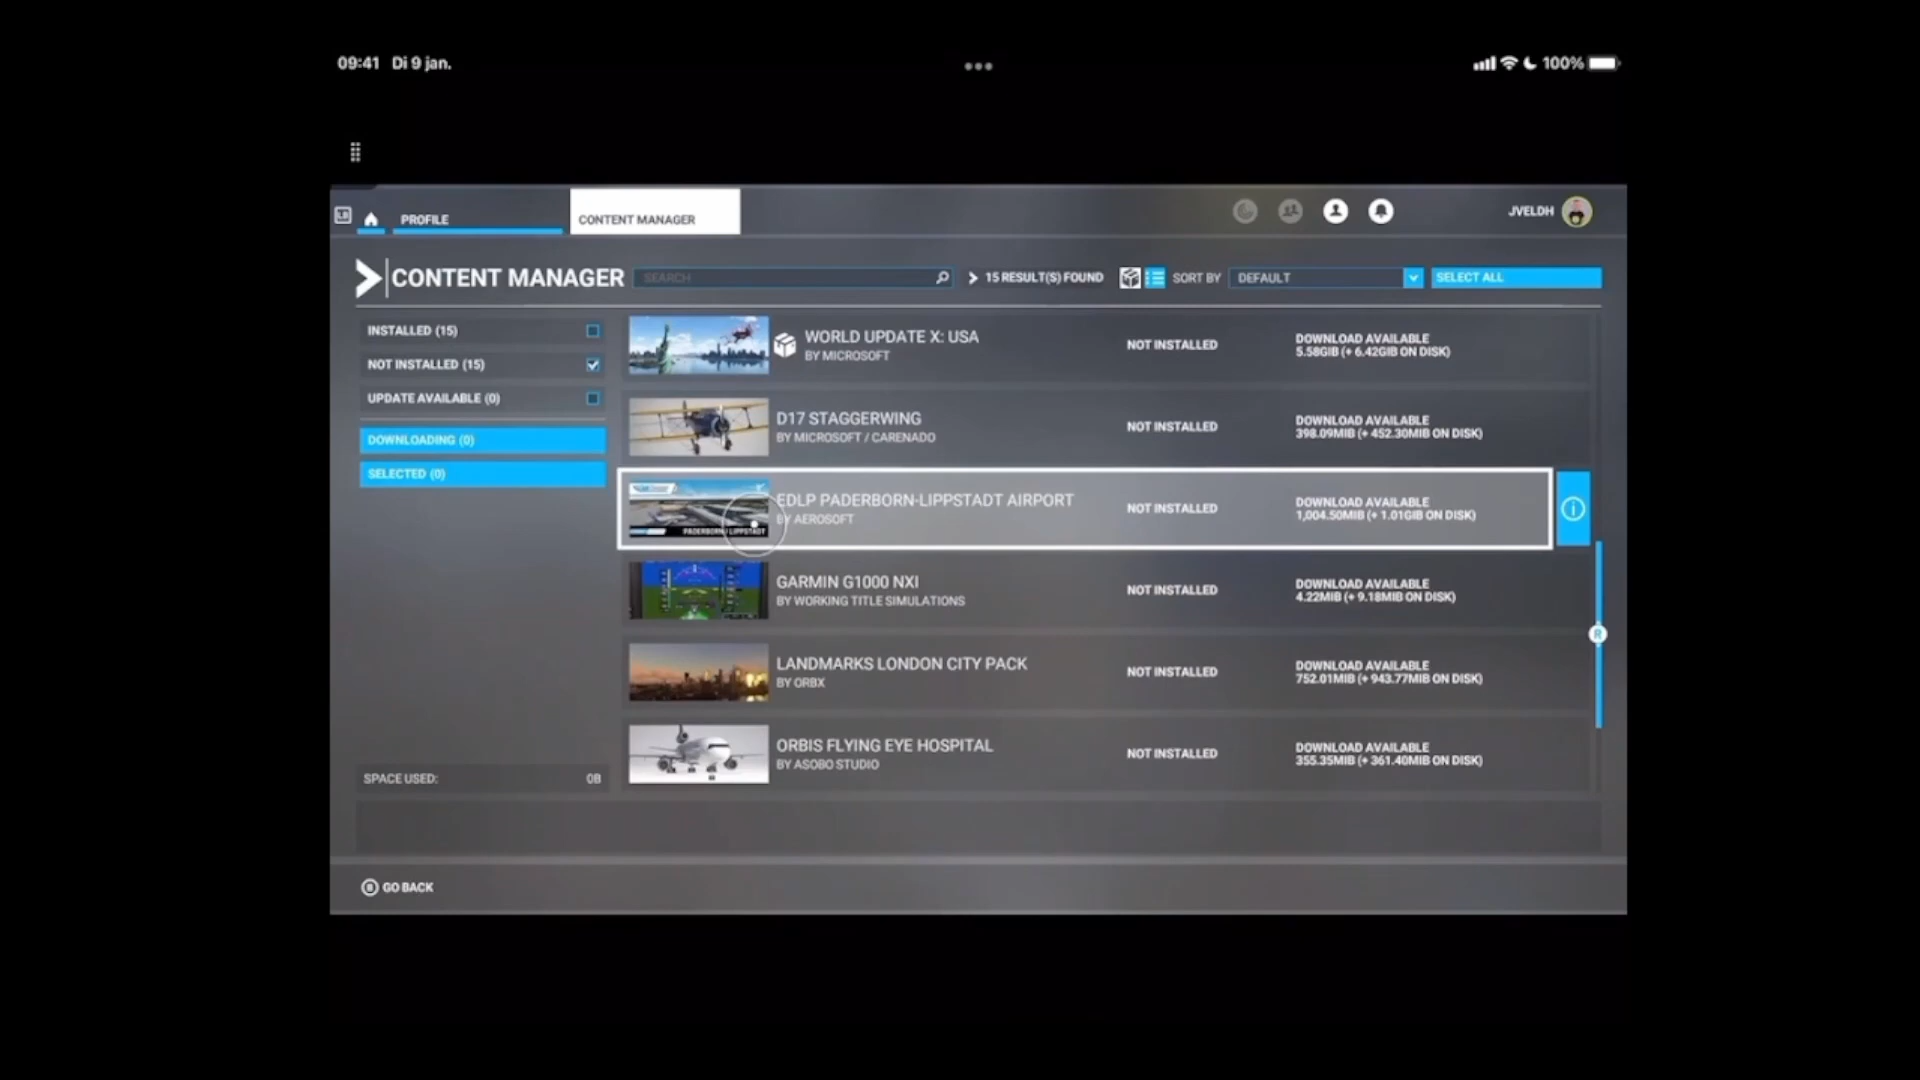 09:41 Di 9 jan.
100%
LB
PROFILE
CONTENT MANAGER
JVELDH
CONTENT MANAGER
SEARCH
15 RESULT(S) FOUND
SORT BY
DEFAULT
SELECT ALL
INSTALLED (15)
NOT INSTALLED (15)
UPDATE AVAILABLE (0)
DOWNLOADING (0)
SELECTED (0)
WORLD UPDATE X: USA
BY MICROSOFT
NOT INSTALLED
DOWNLOAD AVAILABLE
5.58GIB (+ 6.42GIB ON DISK)
D17 STAGGERWING
BY MICROSOFT / CARENADO
NOT INSTALLED
DOWNLOAD AVAILABLE
398.09MIB (+ 452.30MIB ON DISK)
PADERBORN LIPPSTADT
EDLP PADERBORN-LIPPSTADT AIRPORT
BY AEROSOFT
NOT INSTALLED
DOWNLOAD AVAILABLE
1,004.50MIB (+ 1.01GIB ON DISK)
GARMIN G1000 NXI
BY WORKING TITLE SIMULATIONS
NOT INSTALLED
DOWNLOAD AVAILABLE
4.22MIB (+ 9.18MIB ON DISK)
R
LANDMARKS LONDON CITY PACK
BY ORBX
NOT INSTALLED
DOWNLOAD AVAILABLE
752.01MIB (+ 943.77MIB ON DISK)
ORBIS FLYING EYE HOSPITAL
BY ASOBO STUDIO
NOT INSTALLED
DOWNLOAD AVAILABLE
355.35MIB (+ 361.40MIB ON DISK)
SPACE USED:
0B
B GO BACK